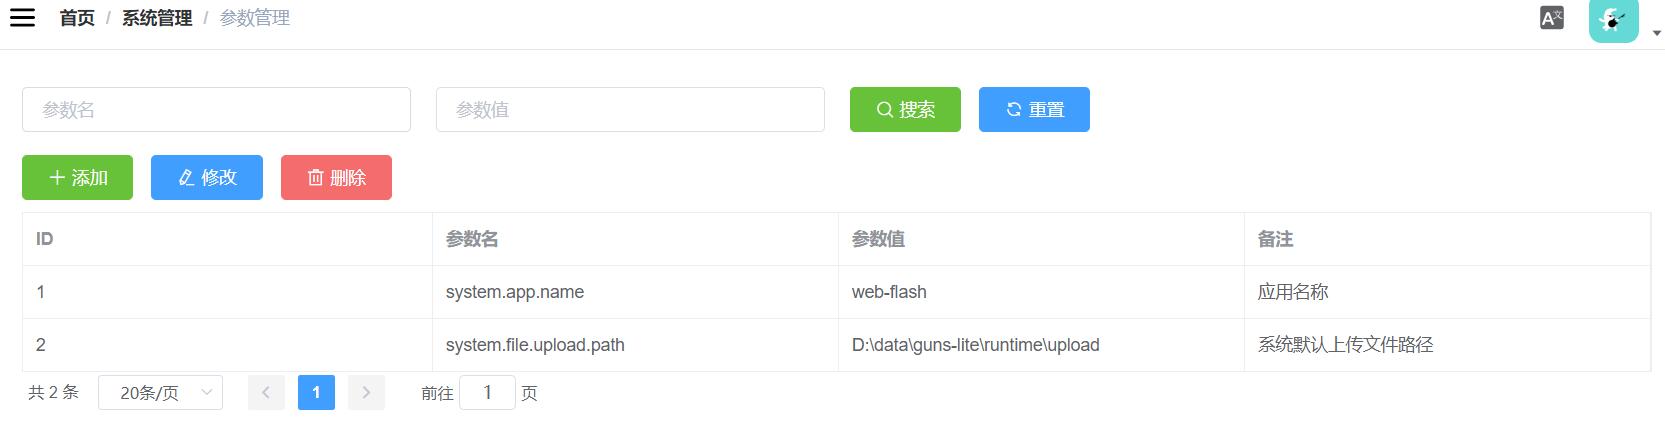 首页 / 系统管理 / 参数管理
参数名 参数值 搜索 重置
添加 修改 删除
ID 参数名 参数值 备注
1 system.app.name web-flash 应用名称
2 system.file.upload.path D:\data\guns-lite\runtime\upload 系统默认上传文件路径
共 2 条 20条/页 1 前往 1 页